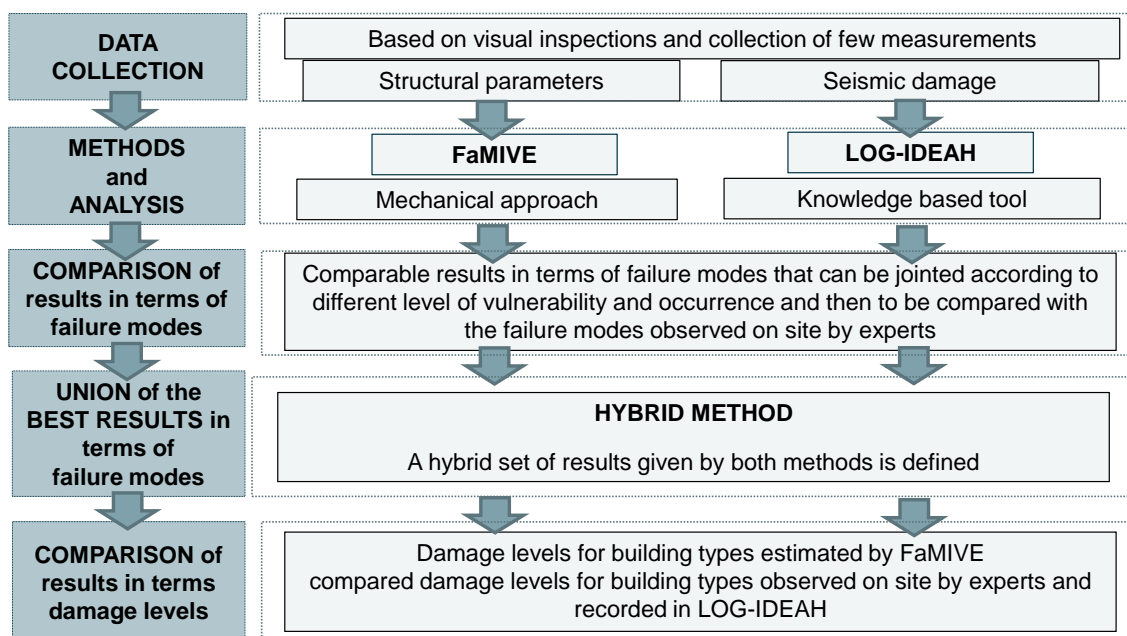 DATA
COLLECTION
Based on visual inspections and collection of few measurements
Structural parameters
Seismic damage
METHODS
and
ANALYSIS
FaMIVE
LOG-IDEAH
Mechanical approach
Knowledge based tool
COMPARISON of
results in terms of
failure modes
Comparable results in terms of failure modes that can be jointed according to
different level of vulnerability and occurrence and then to be compared with
the failure modes observed on site by experts
UNION of the
BEST RESULTS in
terms of
failure modes
HYBRID METHOD
A hybrid set of results given by both methods is defined
COMPARISON of
results in terms
damage levels
Damage levels for building types estimated by FaMIVE
compared damage levels for building types observed on site by experts and
recorded in LOG-IDEAH